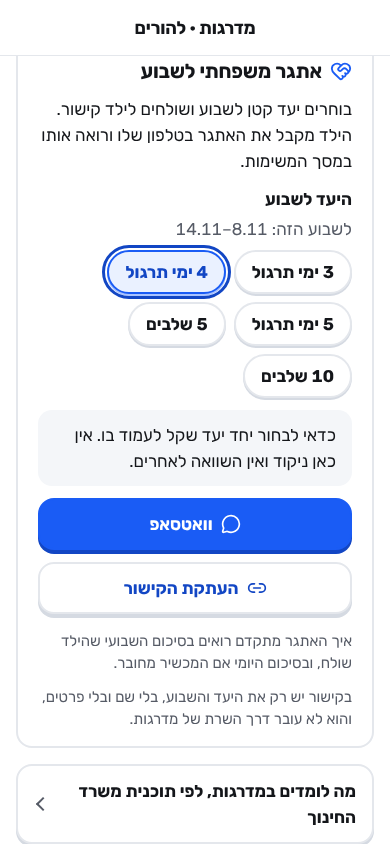 מדרגות • להורים
אתגר משפחתי לשבוע
בוחרים יעד קטן לשבוע ושולחים לילד קישור.
הילד מקבל את האתגר בטלפון שלו ורואה אותו
במסך המשימות.
היעד לשבוע
לשבוע הזה: 8.11–14.11
3 ימי תרגול
4 ימי תרגול
5 ימי תרגול
5 שלבים
10 שלבים
כדאי לבחור יחד יעד שקל לעמוד בו. אין
כאן ניקוד ואין השוואה לאחרים.
וואטסאפ
העתקת הקישור
איך האתגר מתקדם רואים בסיכום השבועי שהילד
שולח, ובסיכום היומי אם המכשיר מחובר.
בקישור יש רק את היעד והשבוע, בלי שם ובלי פרטים,
והוא לא עובר דרך השרת של מדרגות.
מה לומדים במדרגות, לפי תוכנית משרד
החינוך